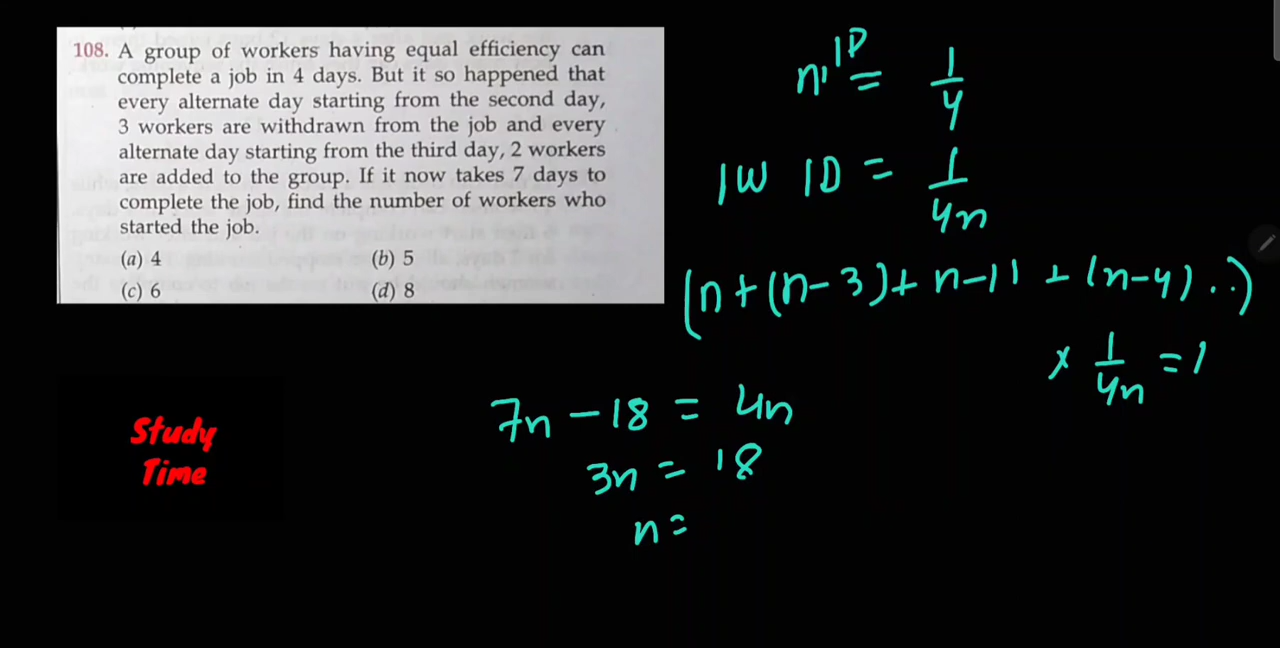 108. A group of workers having equal efficiency can
complete a job in 4 days. But it so happened that
every alternate day starting from the second day,
3 workers are withdrawn from the job and every
alternate day starting from the third day, 2 workers
are added to the group. If it now takes 7 days to
complete the job, find the number of workers who
started the job.
(a) 4 (b) 5
(c) 6 (d) 8
n' 1D = 1/4
1W 1D = 1/4n
(n+(n-3)+n-1)+(n-4)..)
× 1/4n = 1
7n - 18 = 4n
3n = 18
n =
Study
Time